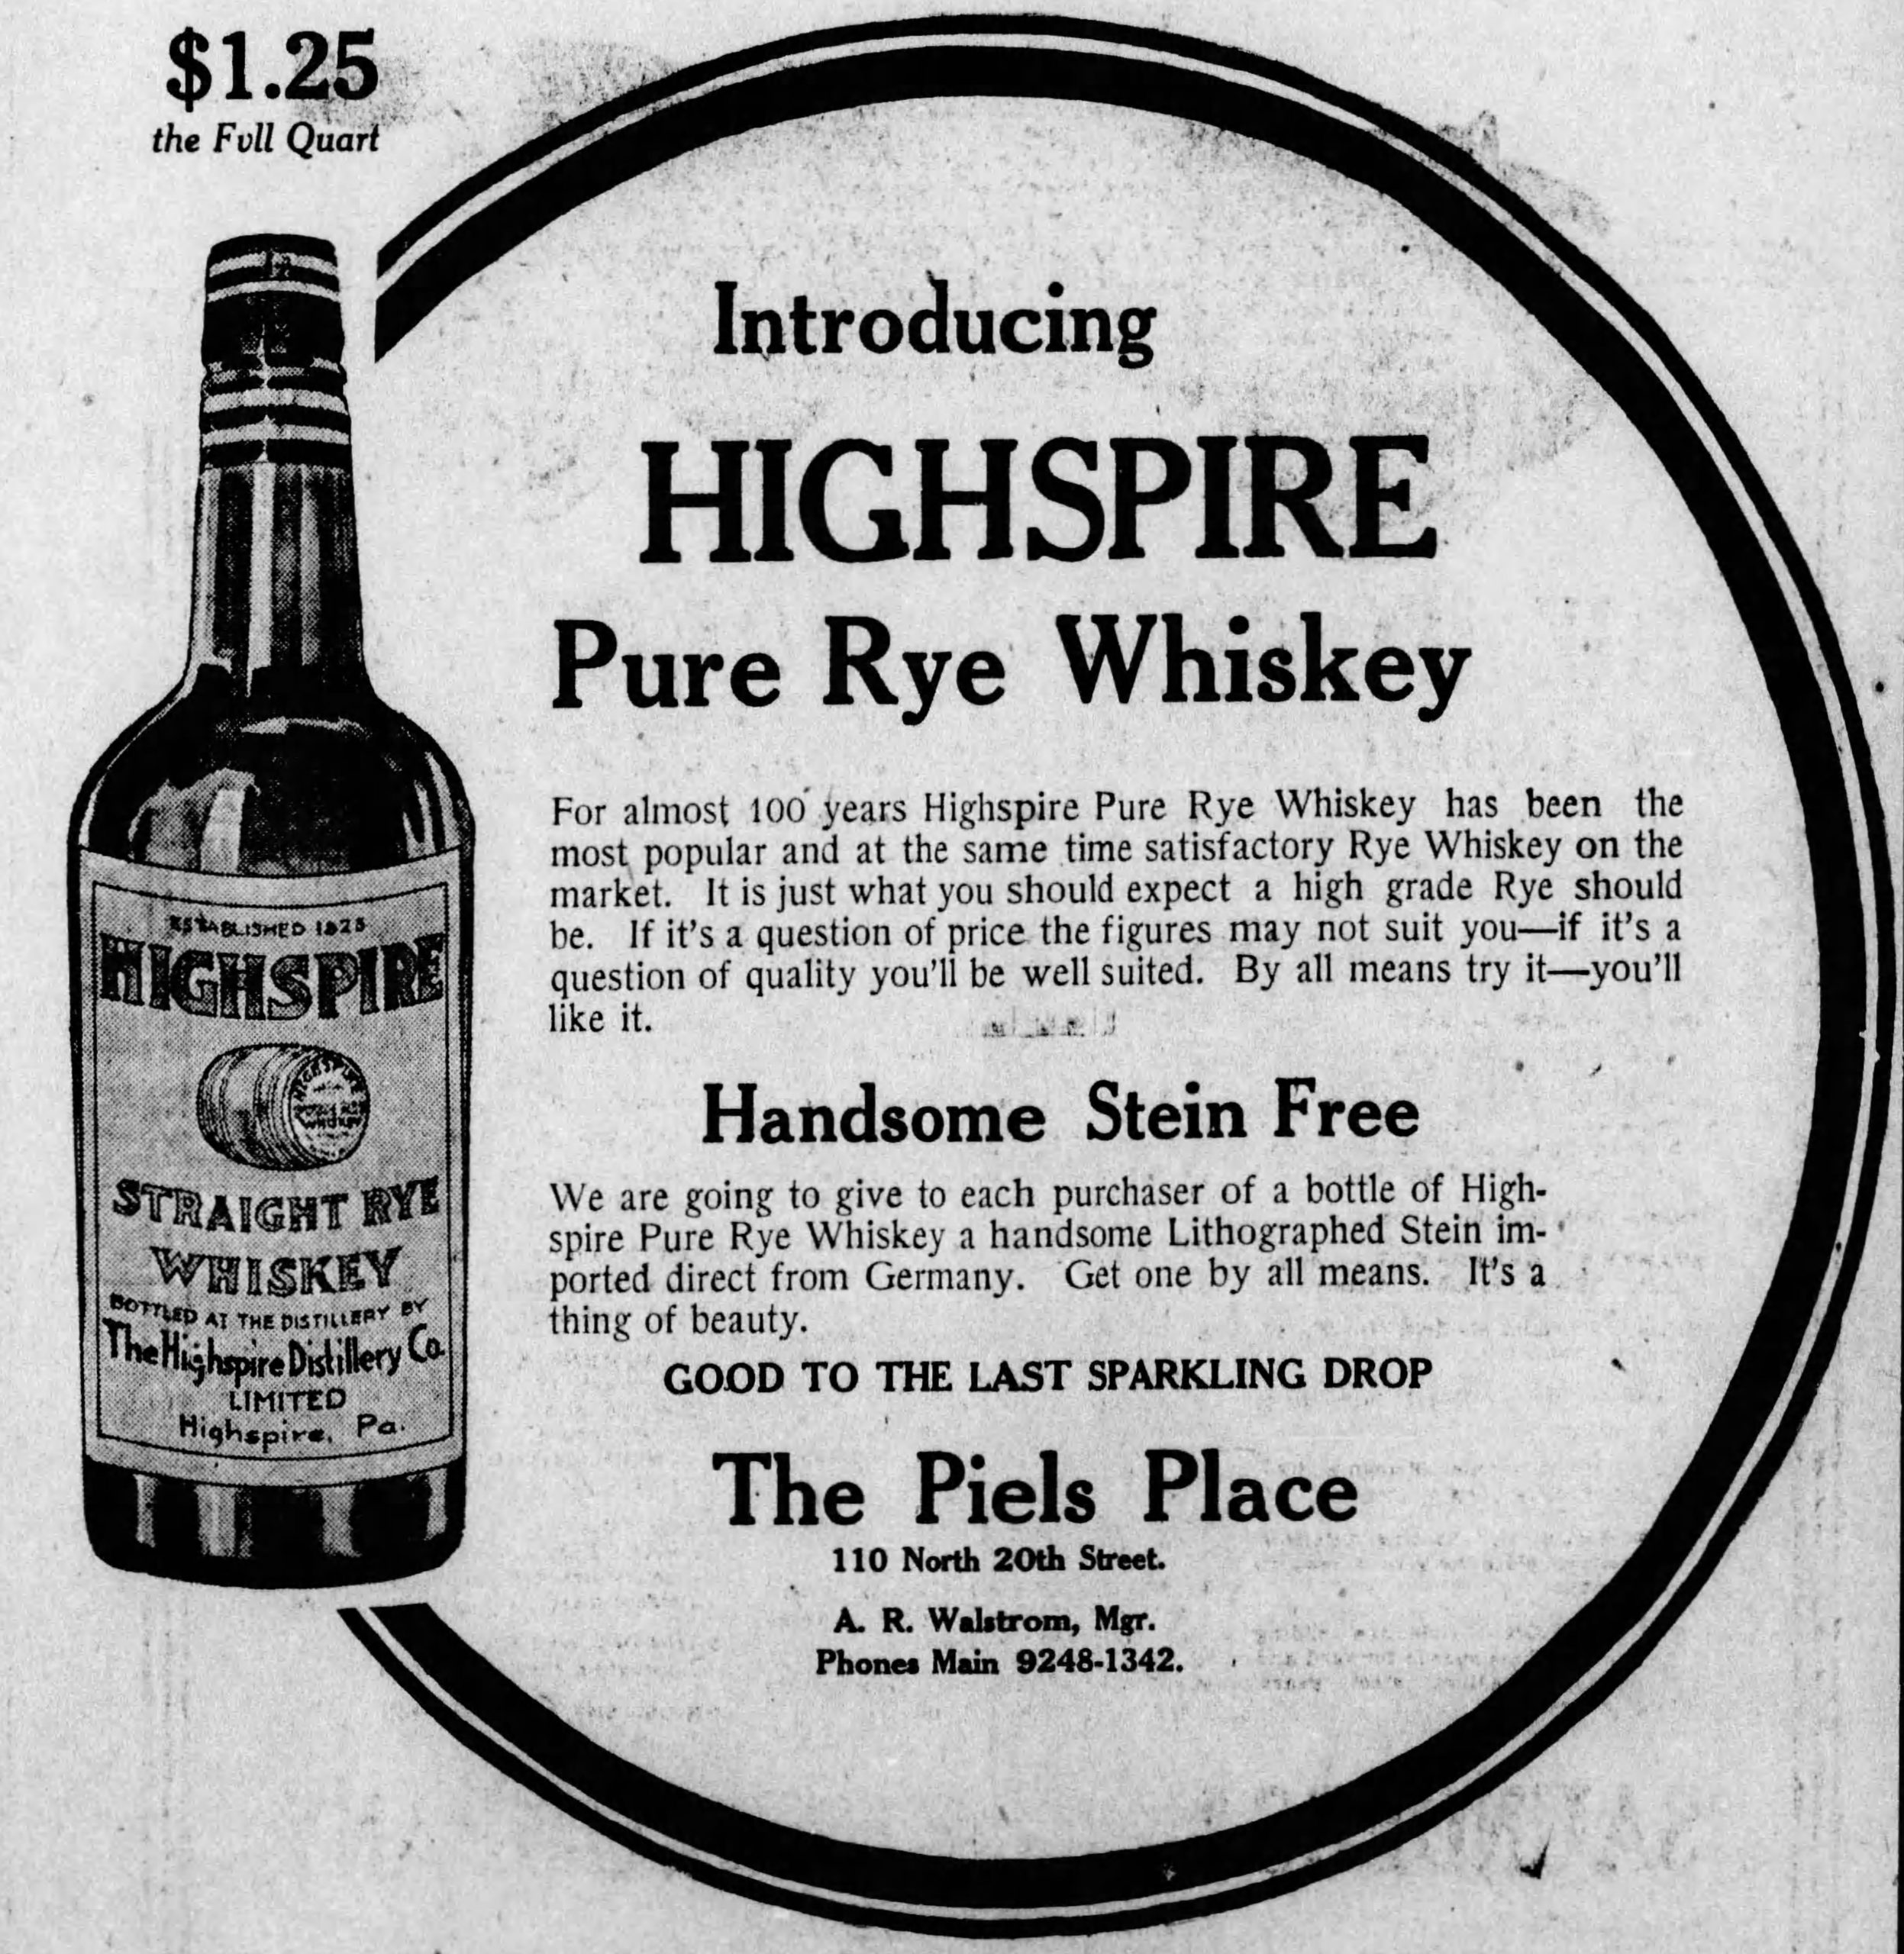 $1.25
the Full Quart
Introducing
HIGHSPIRE
Pure Rye Whiskey
For almost 100 years Highspire Pure Rye Whiskey has been the
most popular and at the same time satisfactory Rye Whiskey on the
market. It is just what you should expect a high grade Rye should
be. If it's a question of price the figures may not suit you—if it's a
question of quality you'll be well suited. By all means try it—you'll
like it.
Handsome Stein Free
We are going to give to each purchaser of a bottle of High-
spire Pure Rye Whiskey a handsome Lithographed Stein im-
ported direct from Germany. Get one by all means. It's a
thing of beauty.
GOOD TO THE LAST SPARKLING DROP
The Piels Place
110 North 20th Street.
A. R. Walstrom, Mgr.
Phones Main 9248-1342.
ESTABLISHED 1823
HIGHSPIRE
HIGHSPIRE
WHISKEY
STRAIGHT RYE
WHISKEY
BOTTLED AT THE DISTILLERY BY
The Highspire Distillery Co.
LIMITED
Highspire, Pa.